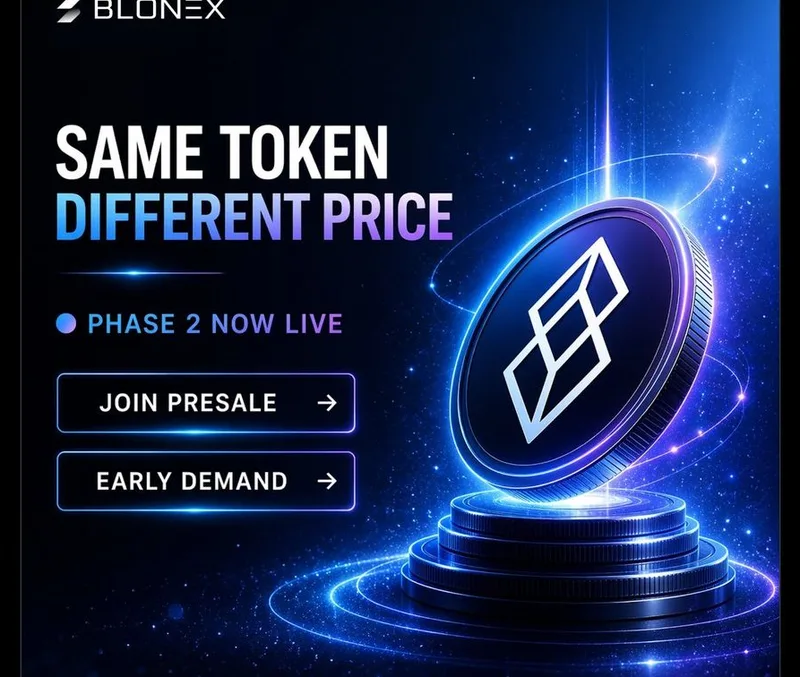 BLONEX
SAME TOKEN
DIFFERENT PRICE
PHASE 2 NOW LIVE
JOIN PRESALE →
EARLY DEMAND →